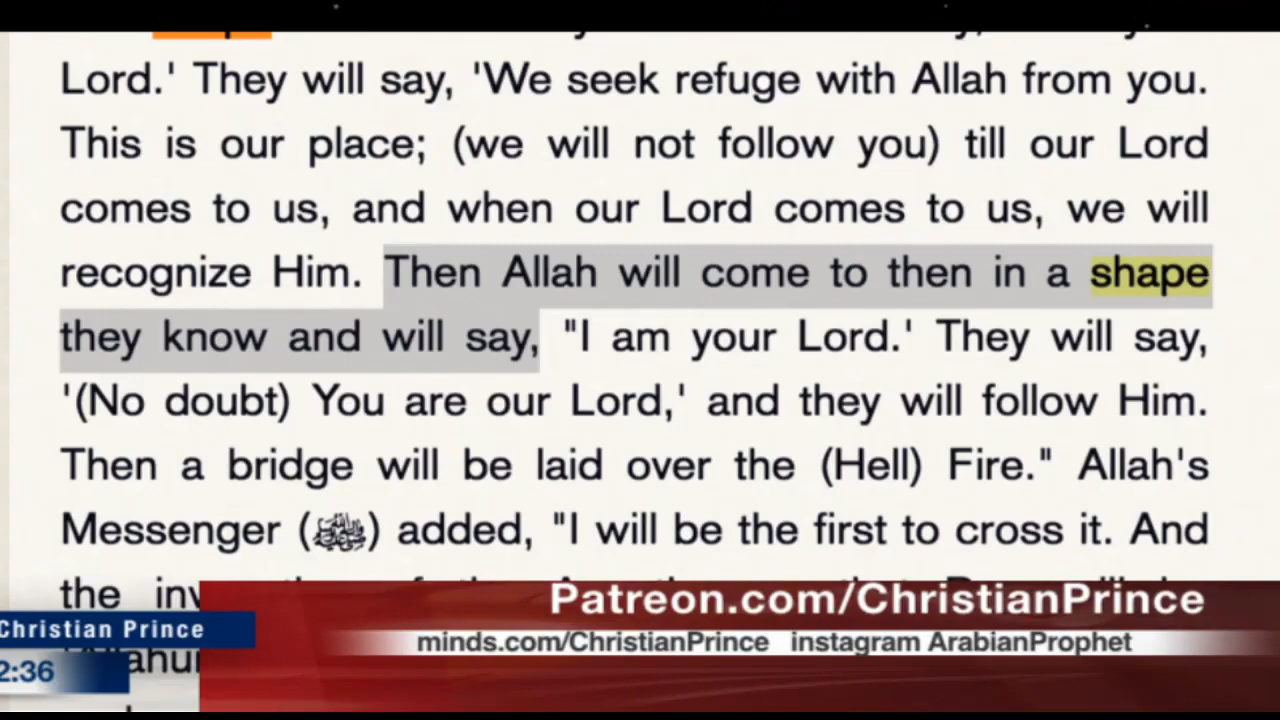 Lord.' They will say, 'We seek refuge with Allah from you.
This is our place; (we will not follow you) till our Lord
comes to us, and when our Lord comes to us, we will
recognize Him. Then Allah will come to then in a shape
they know and will say, "I am your Lord.' They will say,
'(No doubt) You are our Lord,' and they will follow Him.
Then a bridge will be laid over the (Hell) Fire." Allah's
Messenger (ﷺ) added, "I will be the first to cross it. And
the
Patreon.com/ChristianPrince
Christian Prince
minds.com/ChristianPrince instagram ArabianProphet
2:36